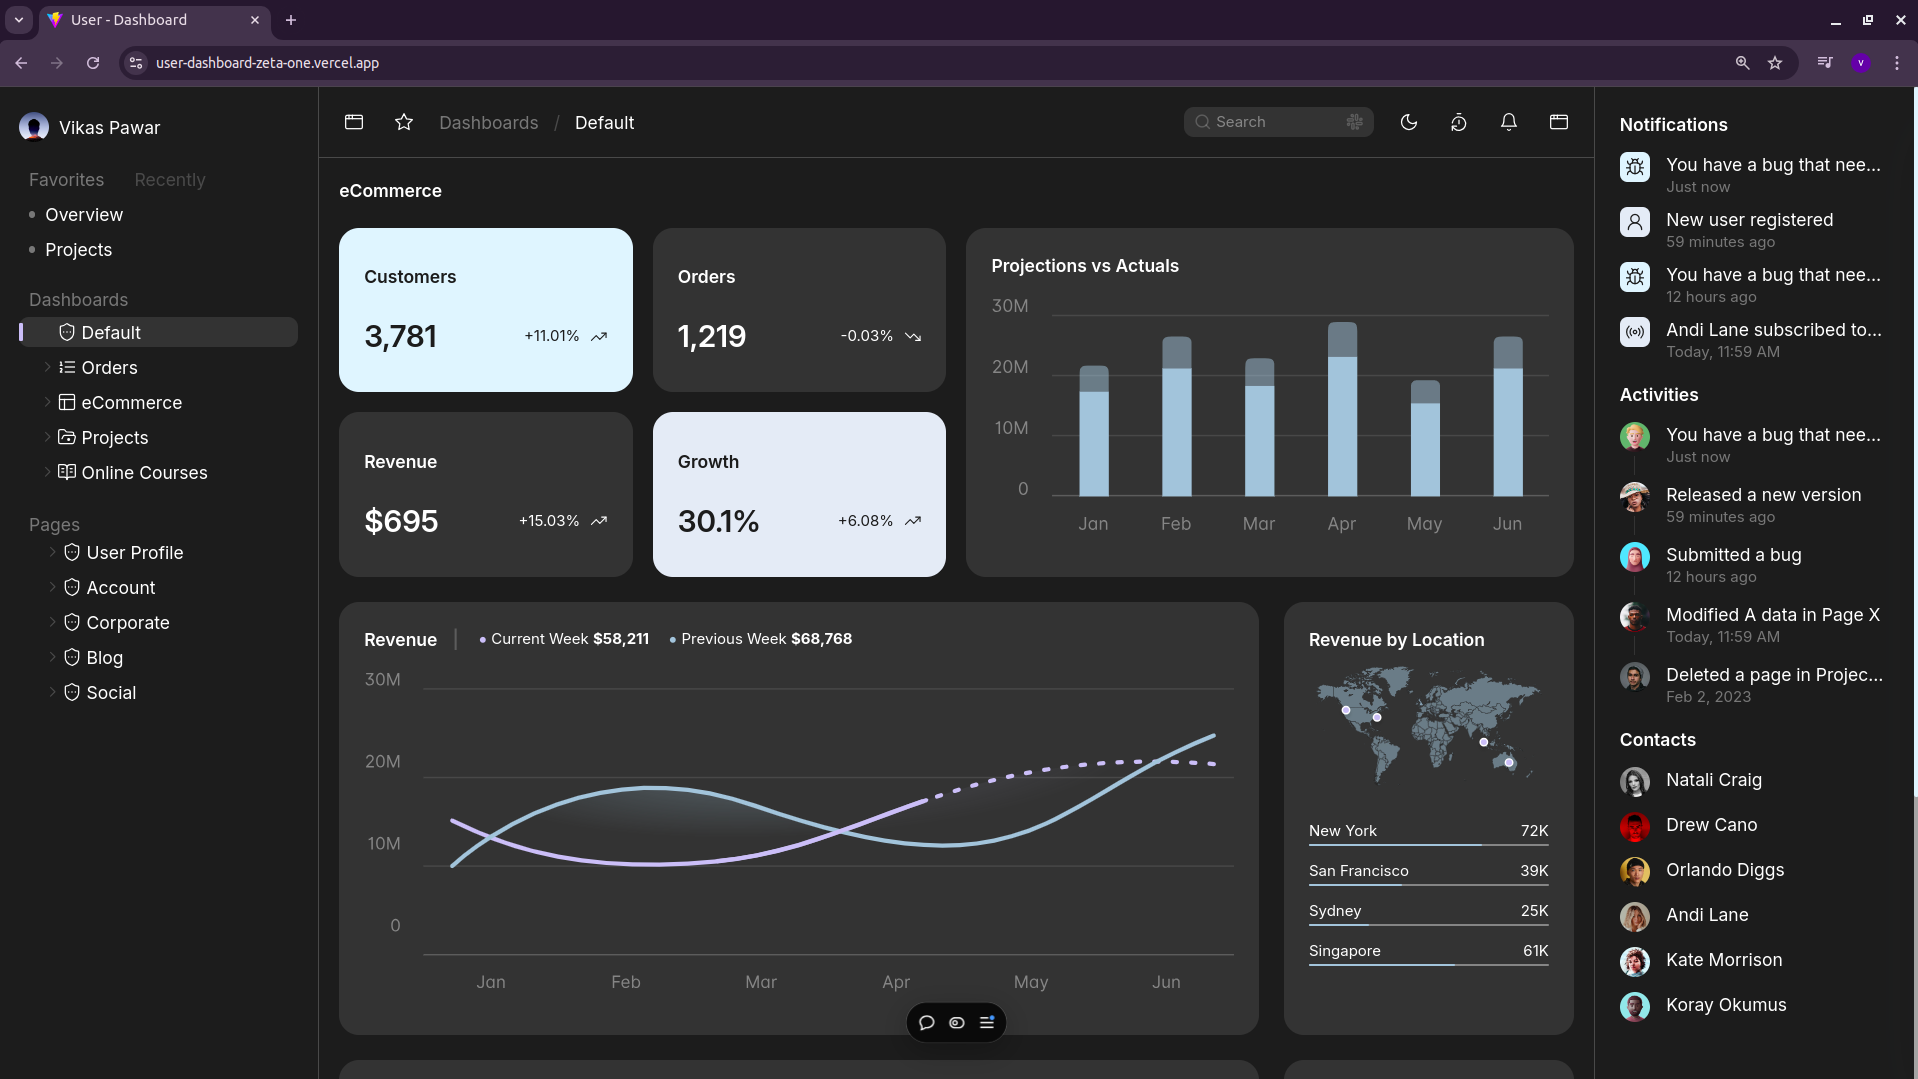 User - Dashboard
user-dashboard-zeta-one.vercel.app
V
Vikas Pawar
Favorites Recently
Overview
Projects
Dashboards
Default
Orders
eCommerce
Projects
Online Courses
Pages
User Profile
Account
Corporate
Blog
Social
Dashboards / Default
Search
eCommerce
Customers
3,781 +11.01%
Orders
1,219 -0.03%
Revenue
$695 +15.03%
Growth
30.1% +6.08%
Projections vs Actuals
30M
20M
10M
0
Jan Feb Mar Apr May Jun
Revenue Current Week $58,211 Previous Week $68,768
30M
20M
10M
0
Jan Feb Mar Apr May Jun
Revenue by Location
New York 72K
San Francisco 39K
Sydney 25K
Singapore 61K
Notifications
You have a bug that nee...
Just now
New user registered
59 minutes ago
You have a bug that nee...
12 hours ago
Andi Lane subscribed to...
Today, 11:59 AM
Activities
You have a bug that nee...
Just now
Released a new version
59 minutes ago
Submitted a bug
12 hours ago
Modified A data in Page X
Today, 11:59 AM
Deleted a page in Projec...
Feb 2, 2023
Contacts
Natali Craig
Drew Cano
Orlando Diggs
Andi Lane
Kate Morrison
Koray Okumus